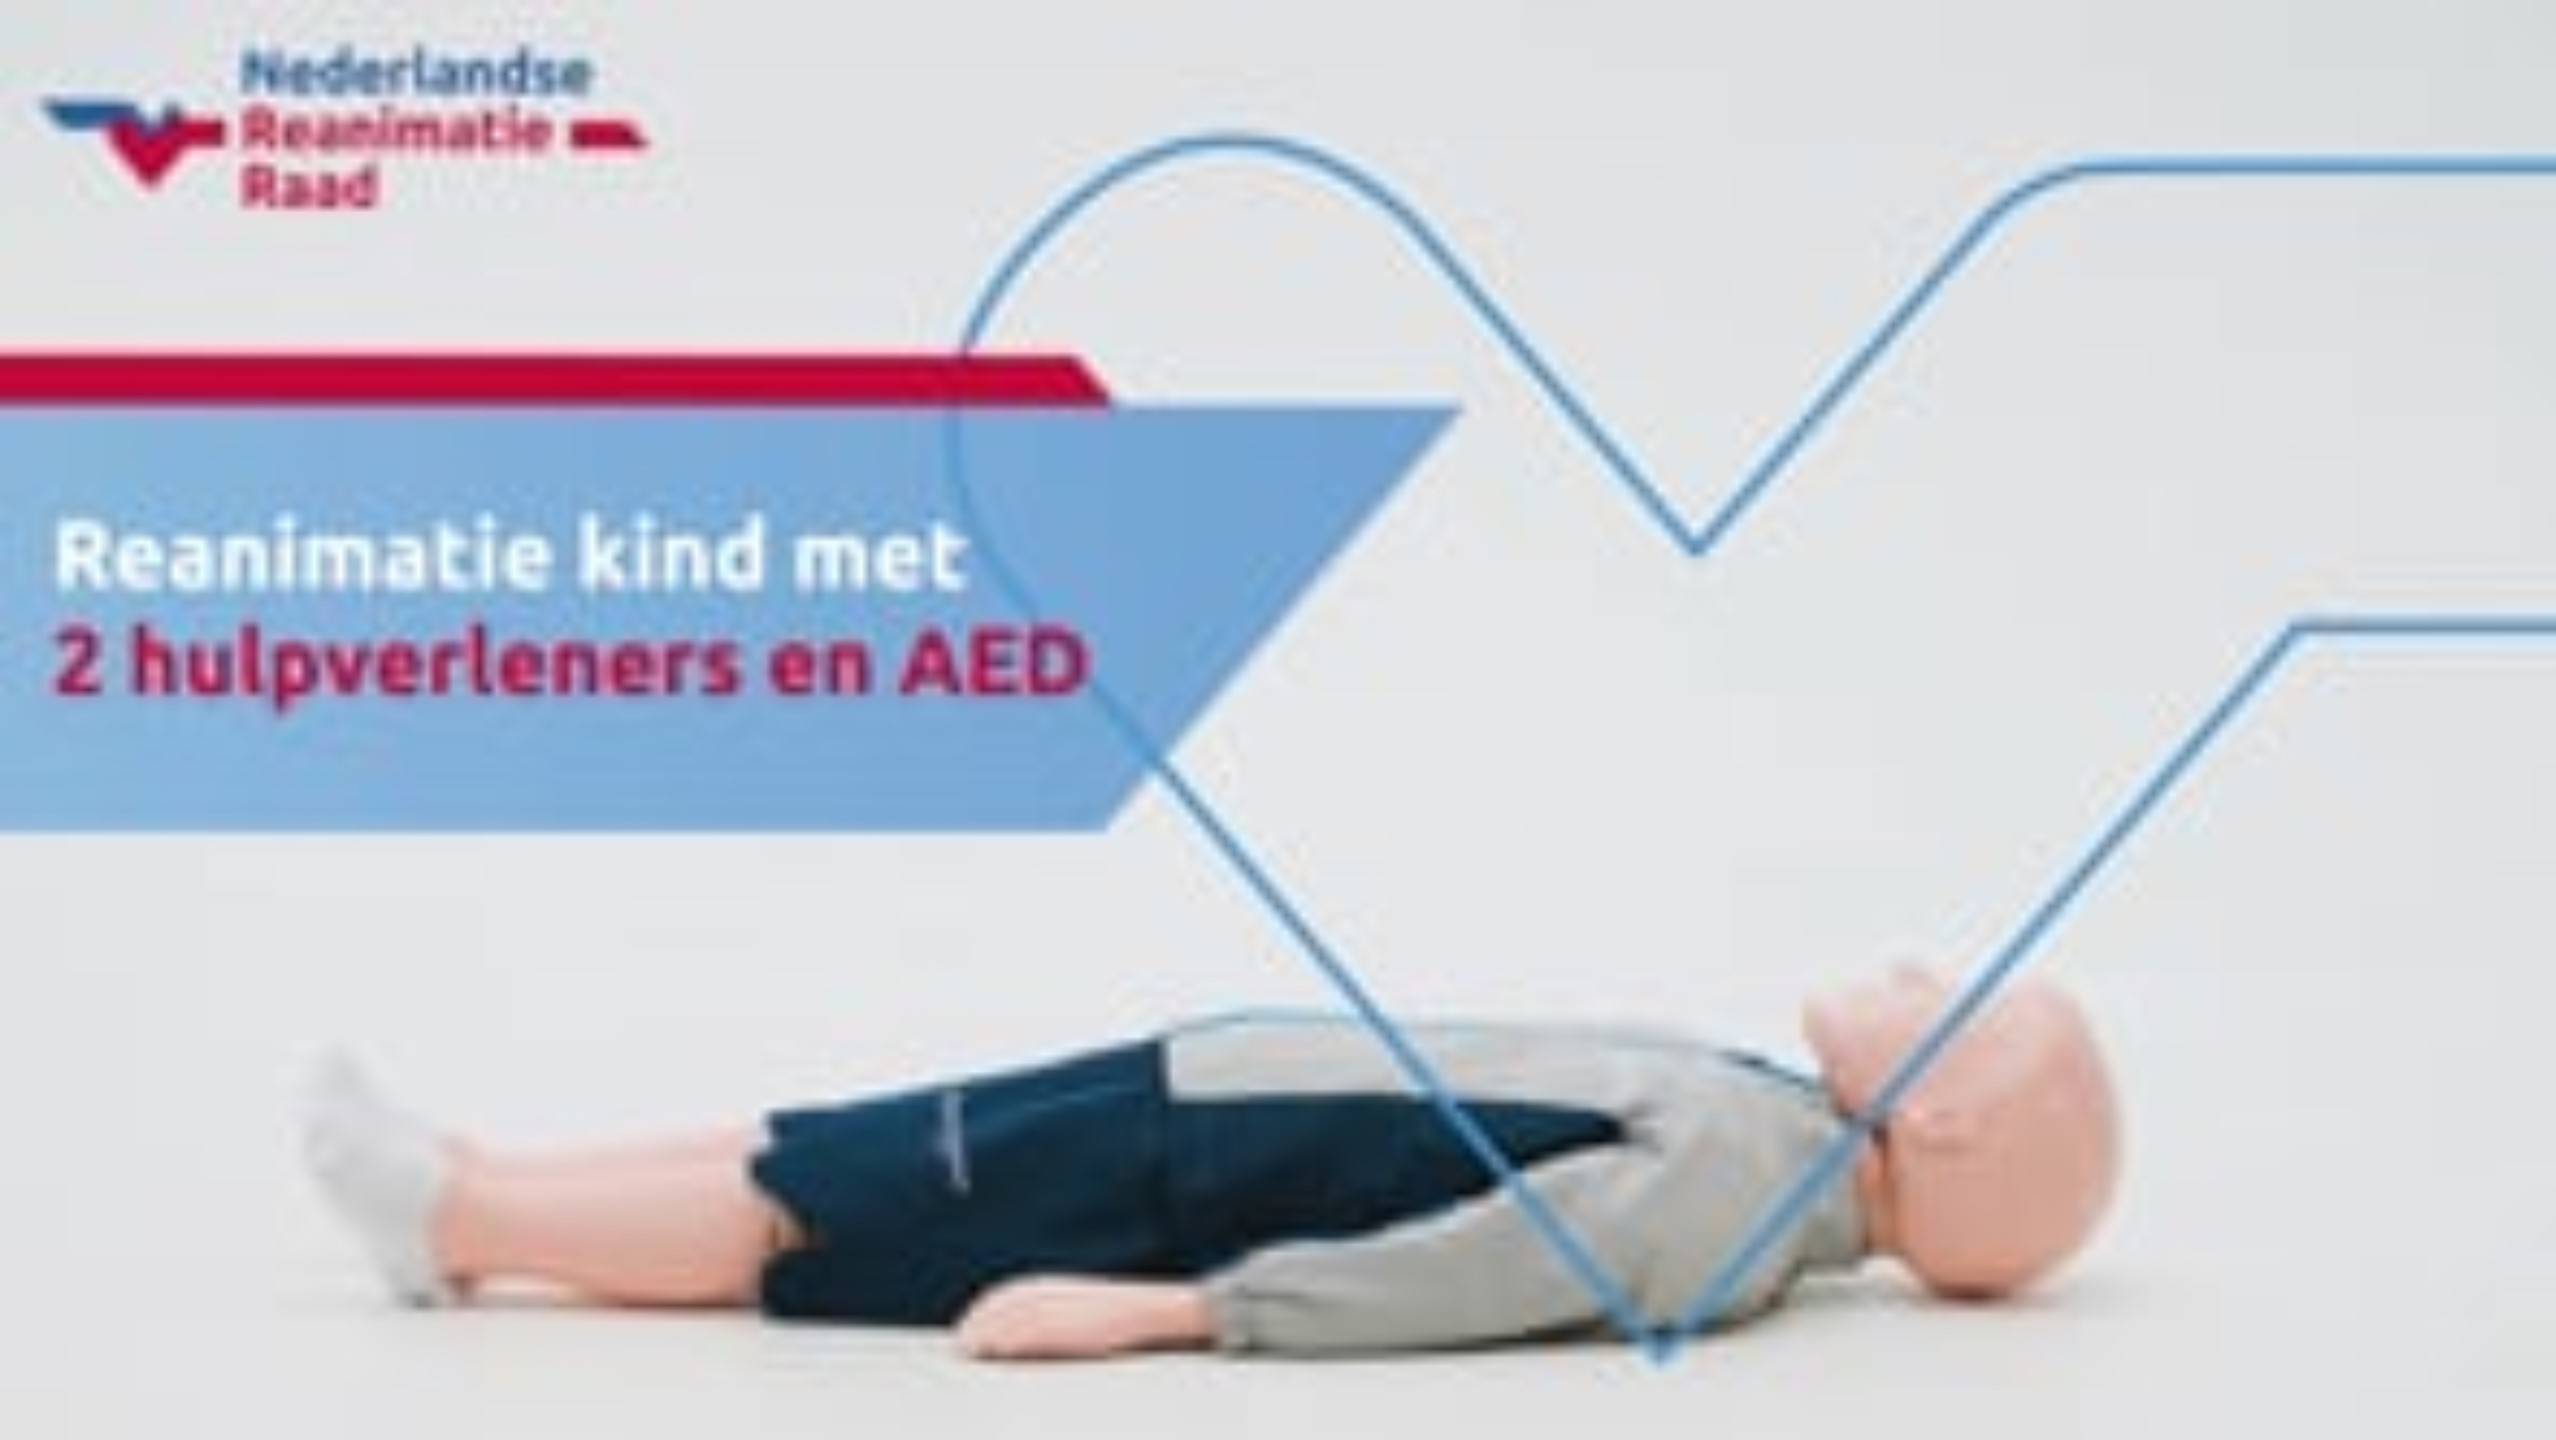 Nederlandse
Reanimatie
Raad
Reanimatie kind met
2 hulpverleners en AED